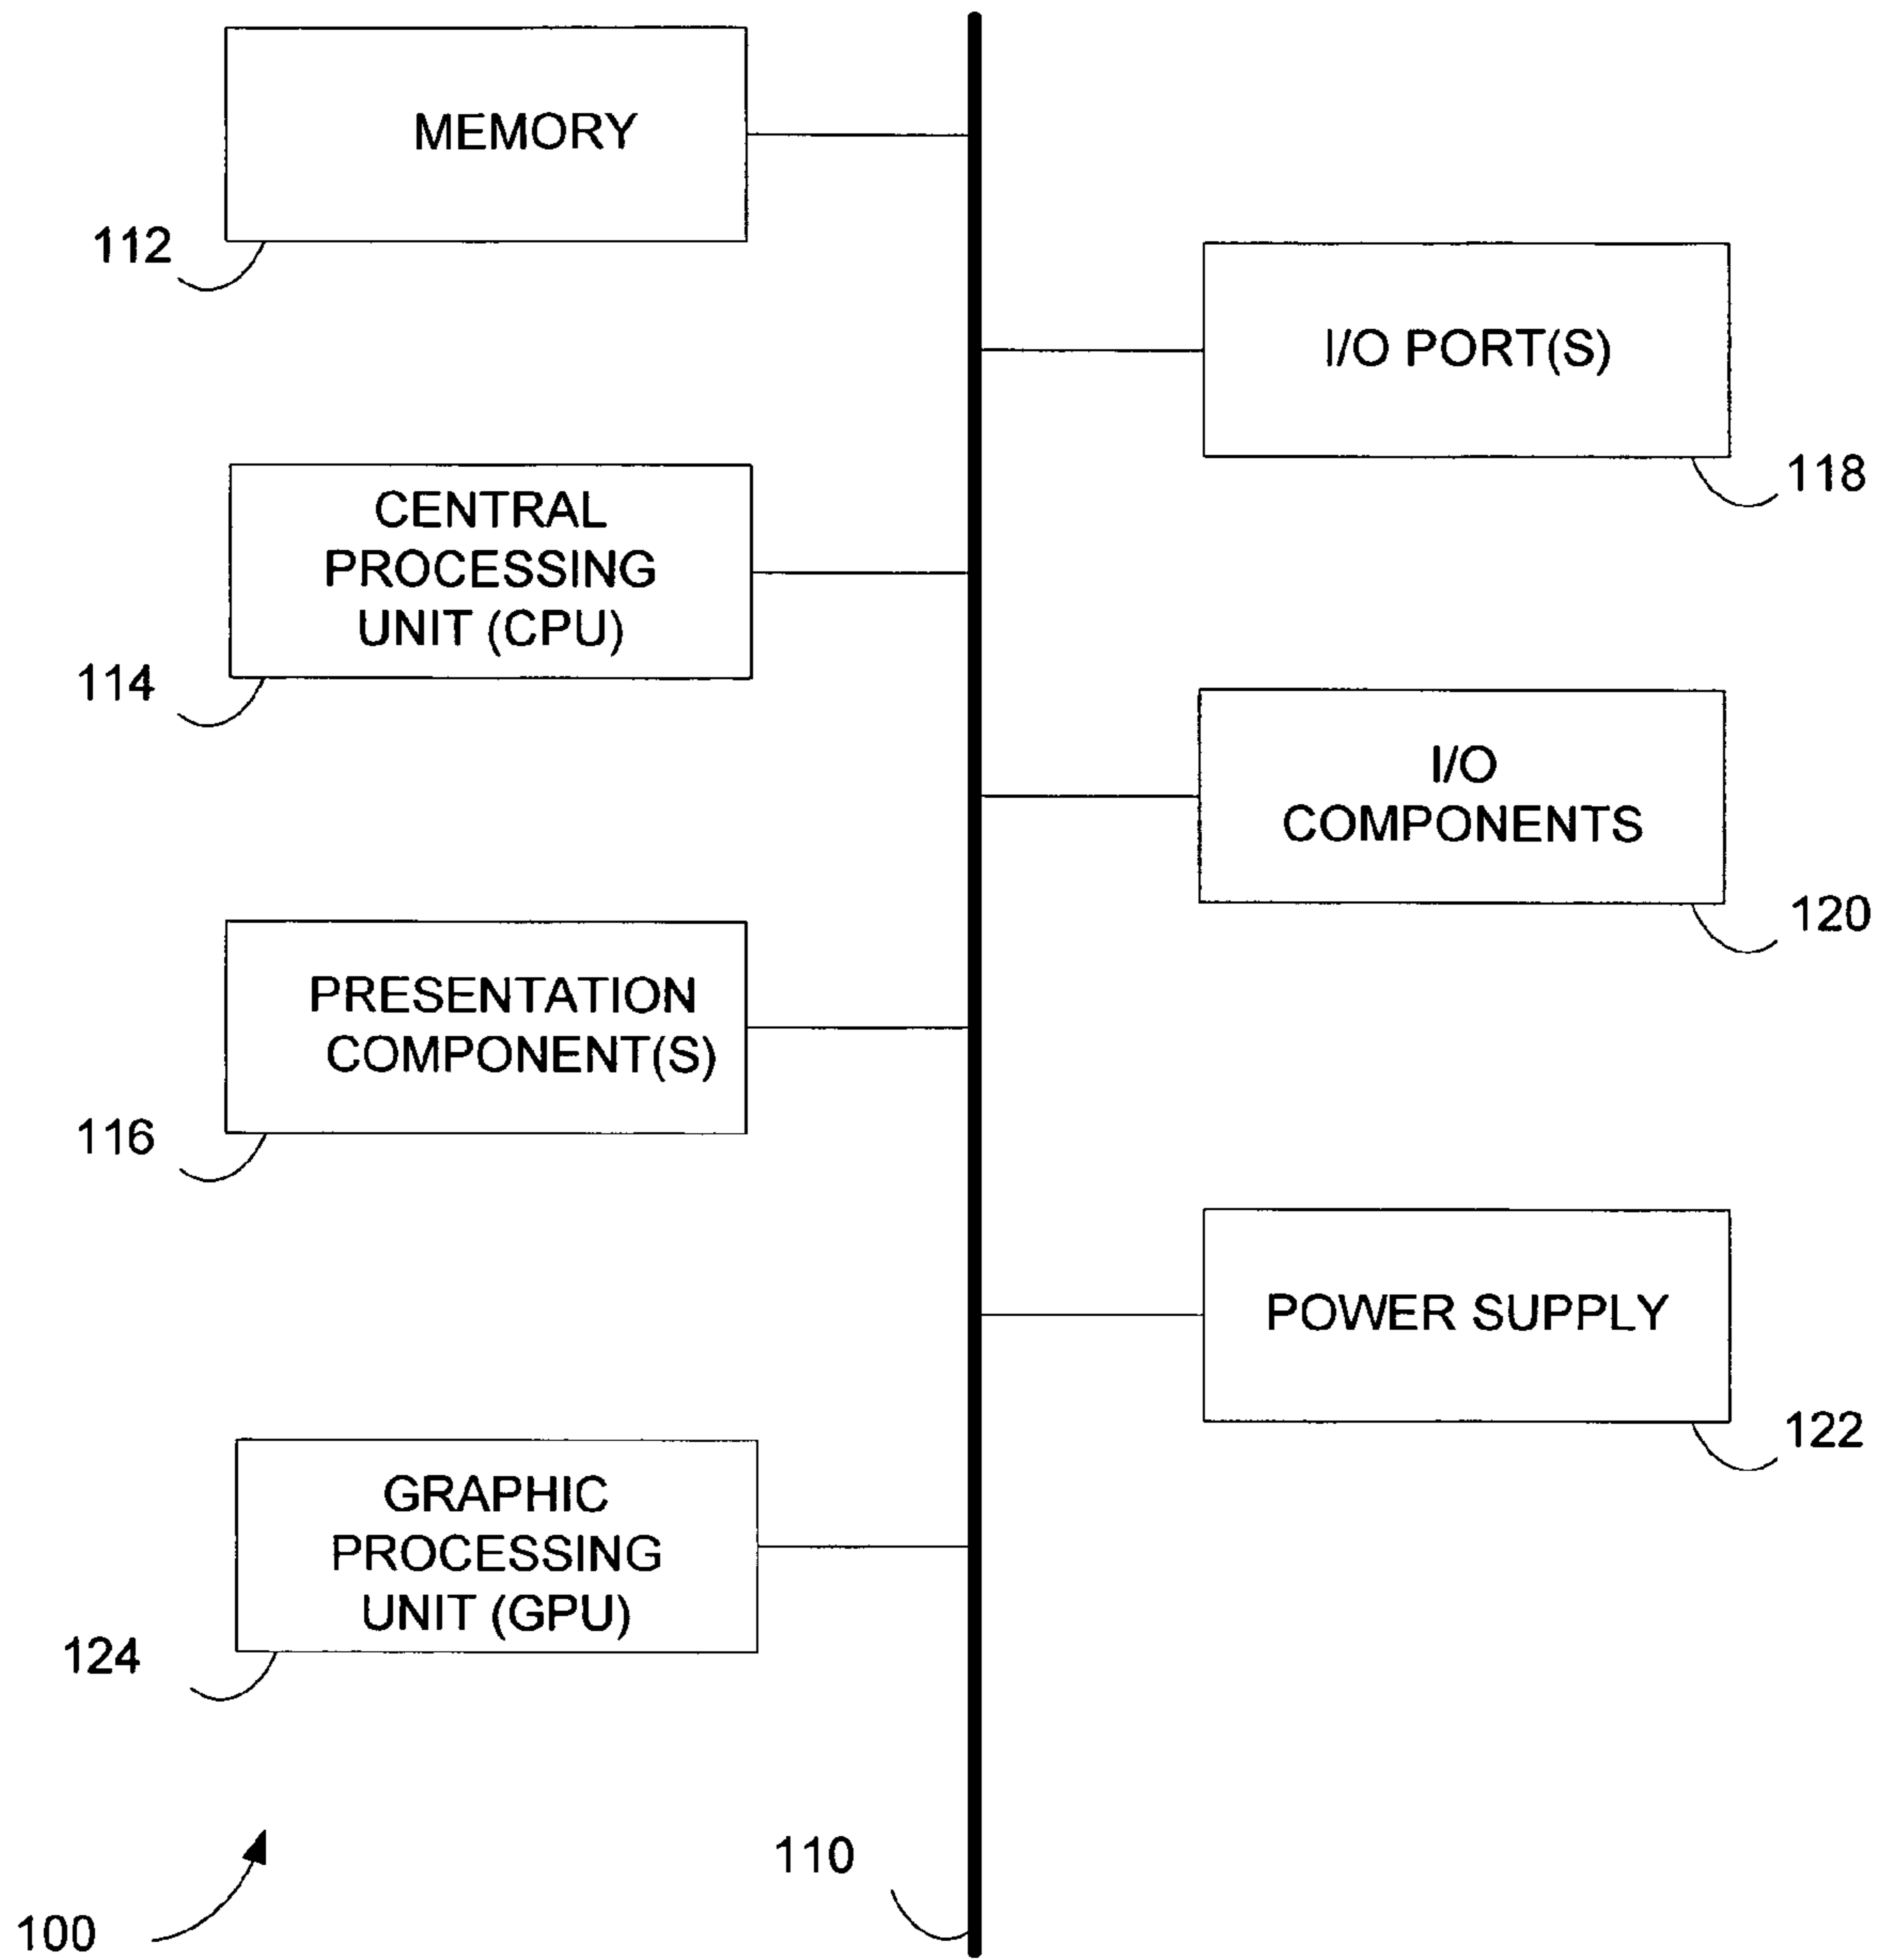 MEMORY
112
I/O PORT(S)
118
CENTRAL
PROCESSING
UNIT (CPU)
114
I/O
COMPONENTS
120
PRESENTATION
COMPONENT(S)
116
POWER SUPPLY
122
GRAPHIC
PROCESSING
UNIT (GPU)
124
110
100